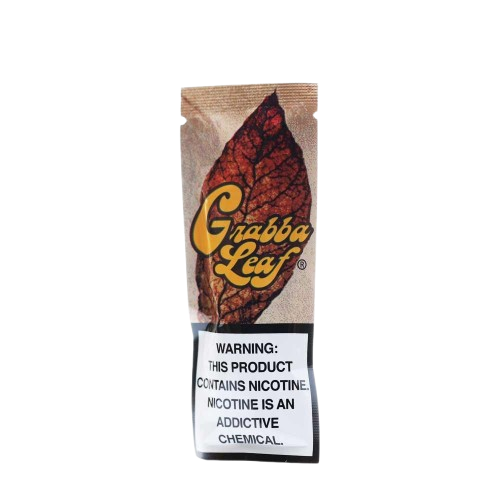 Grabba
Leaf®
WARNING:
THIS PRODUCT
CONTAINS NICOTINE.
NICOTINE IS AN
ADDICTIVE
CHEMICAL.